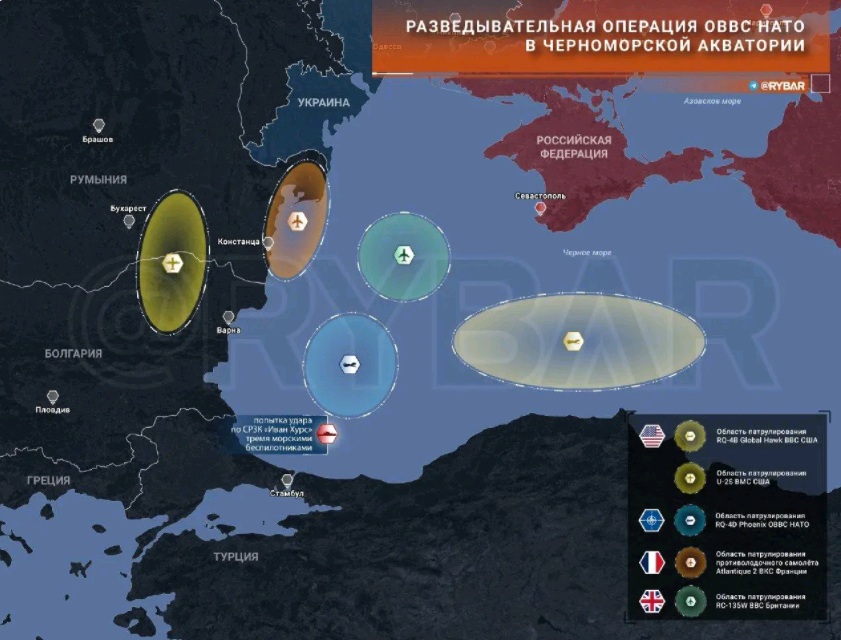 РАЗВЕДЫВАТЕЛЬНАЯ ОПЕРАЦИЯ ОВВС НАТО
В ЧЕРНОМОРСКОЙ АКВАТОРИИ
Одесса
@RYBAR
УКРАИНА
Азовское море
Брашов
РОССИЙСКАЯ
ФЕДЕРАЦИЯ
РУМЫНИЯ
Севастополь
Бухарест
Констанца
Черное море
@RYBAR
Варна
БОЛГАРИЯ
Пловдив
попытка удара
по СРЗК «Иван Хурс»
тремя морскими
беспилотниками
ГРЕЦИЯ
Стамбул
ТУРЦИЯ
Область патрулирования
RQ-4B Global Hawk ВВС США
Область патрулирования
U-2S ВМС США
Область патрулирования
RQ-4D Phoenix ОВВС НАТО
Область патрулирования
противолодочного самолёта
Atlantique 2 ВКС Франции
Область патрулирования
RC-135W ВВС Британии